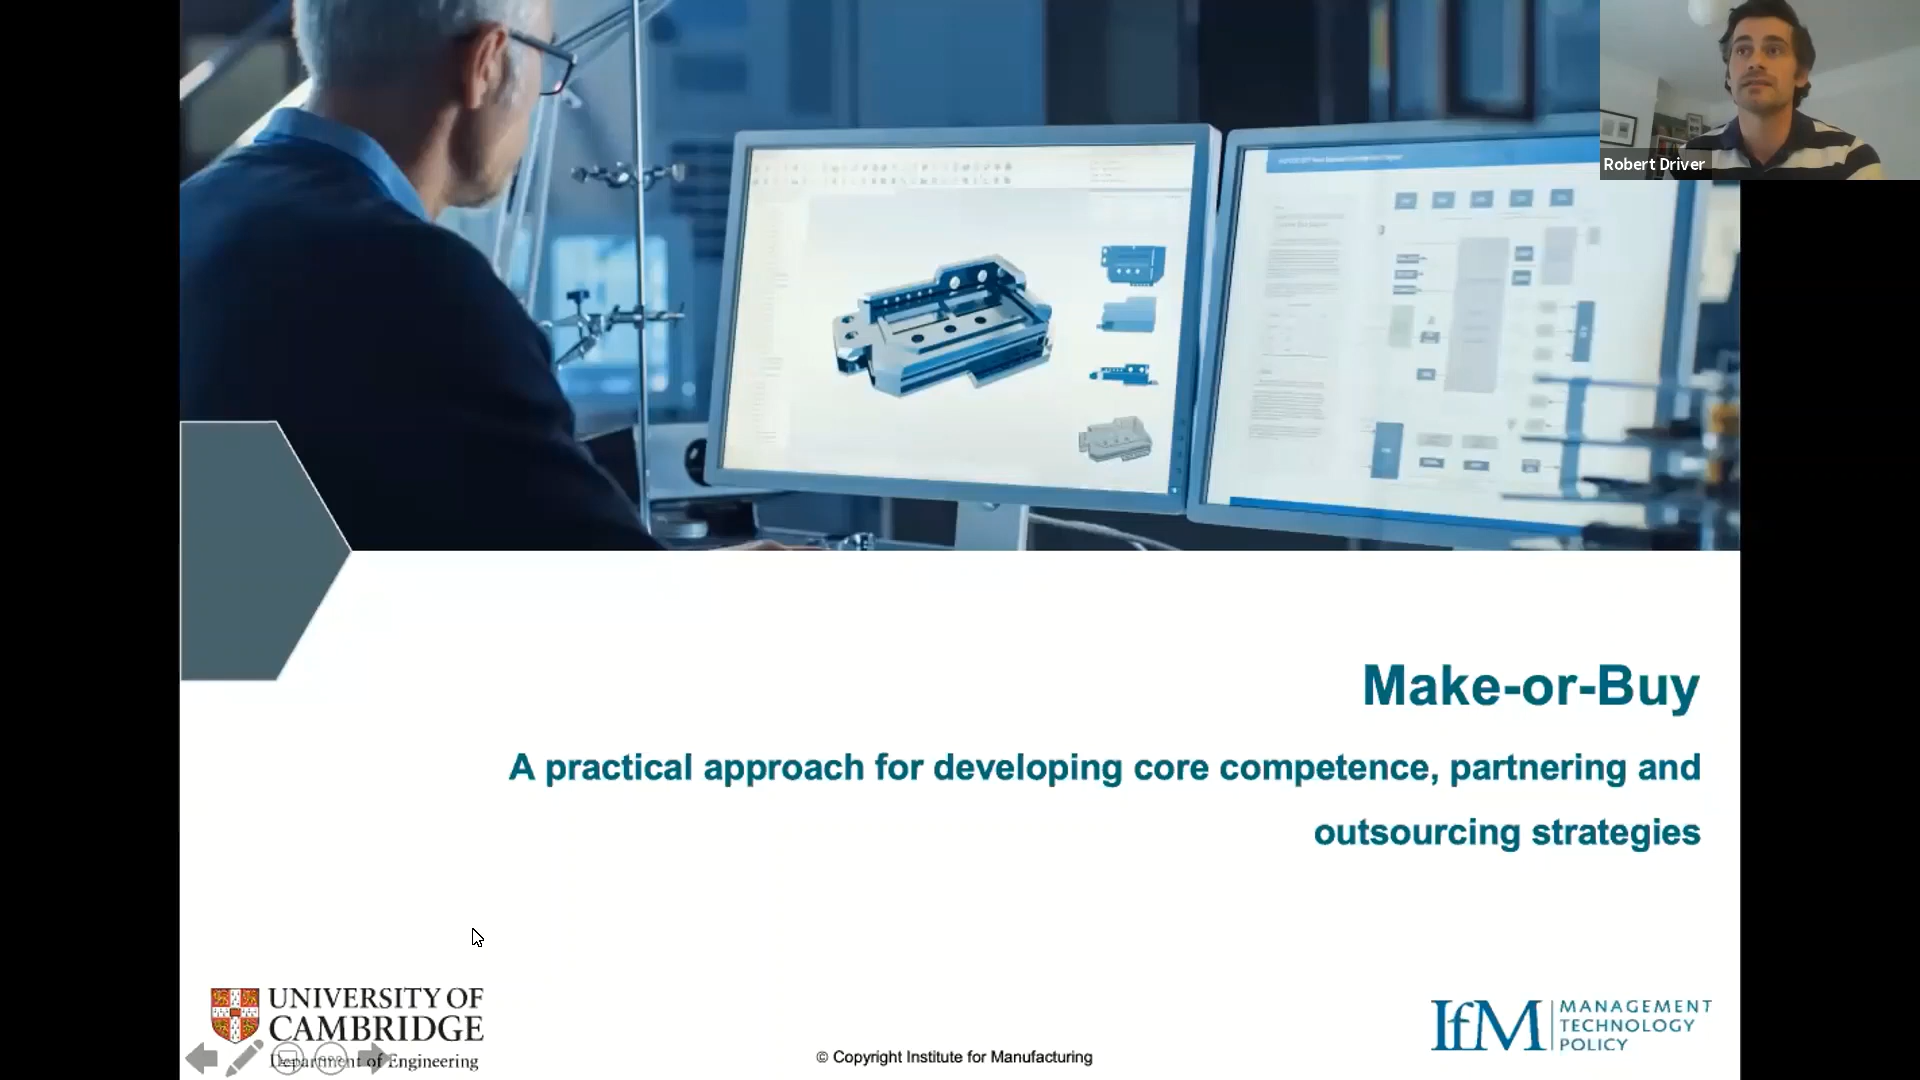 Robert Driver
Make-or-Buy
A practical approach for developing core competence, partnering and
outsourcing strategies
UNIVERSITY OF
CAMBRIDGE
Department of Engineering
© Copyright Institute for Manufacturing
IfM
MANAGEMENT
TECHNOLOGY
POLICY